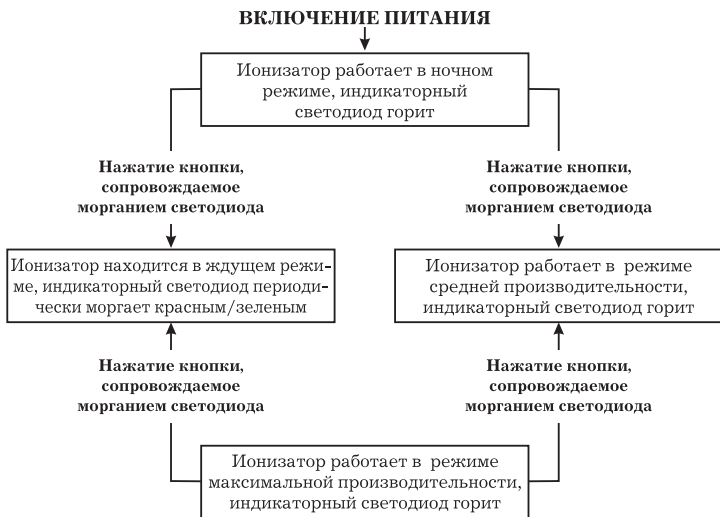 ВКЛЮЧЕНИЕ ПИТАНИЯ
Ионизатор работает в ночном
режиме, индикаторный
светодиод горит
Нажатие кнопки,
сопровождаемое
морганием светодиода
Нажатие кнопки,
сопровождаемое
морганием светодиода
Ионизатор находится в ждущем режи-
ме, индикаторный светодиод периоди-
чески моргает красным/зеленым
Ионизатор работает в режиме
средней производительности,
индикаторный светодиод горит
Нажатие кнопки,
сопровождаемое
морганием светодиода
Нажатие кнопки,
сопровождаемое
морганием светодиода
Ионизатор работает в режиме
максимальной производительности,
индикаторный светодиод горит